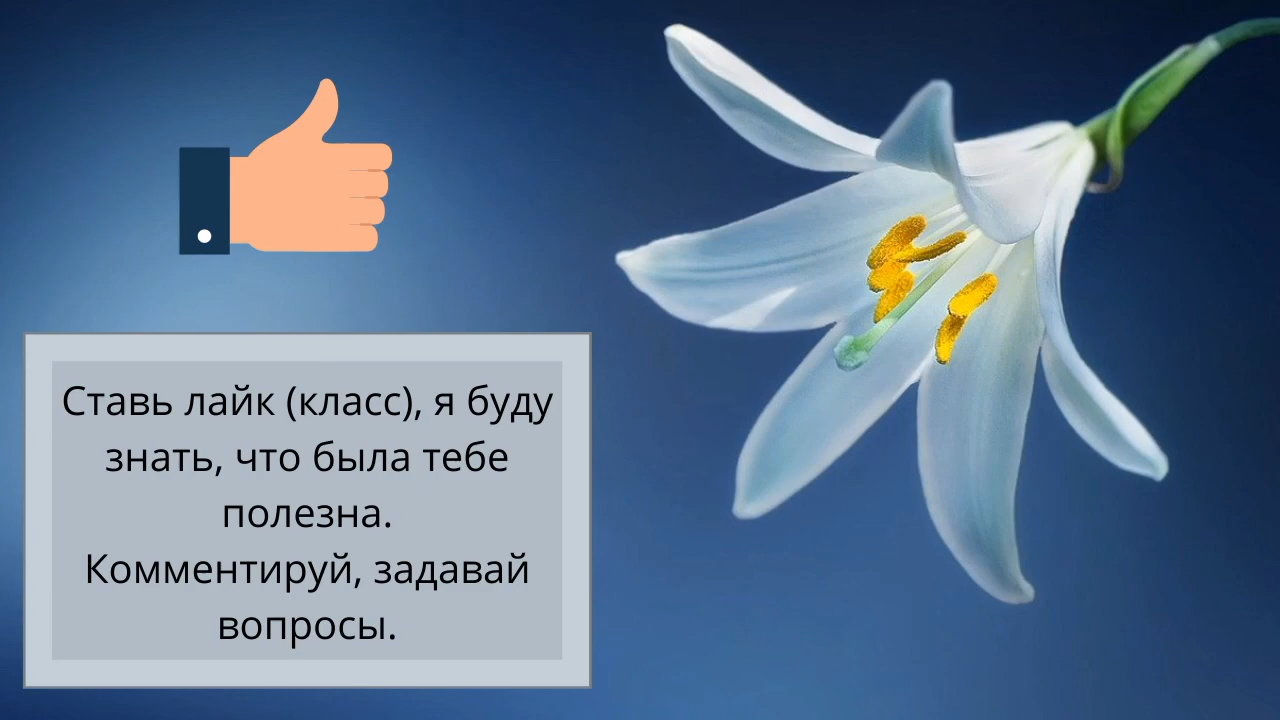 Ставь лайк (класс), я буду
знать, что была тебе
полезна.
Комментируй, задавай
вопросы.